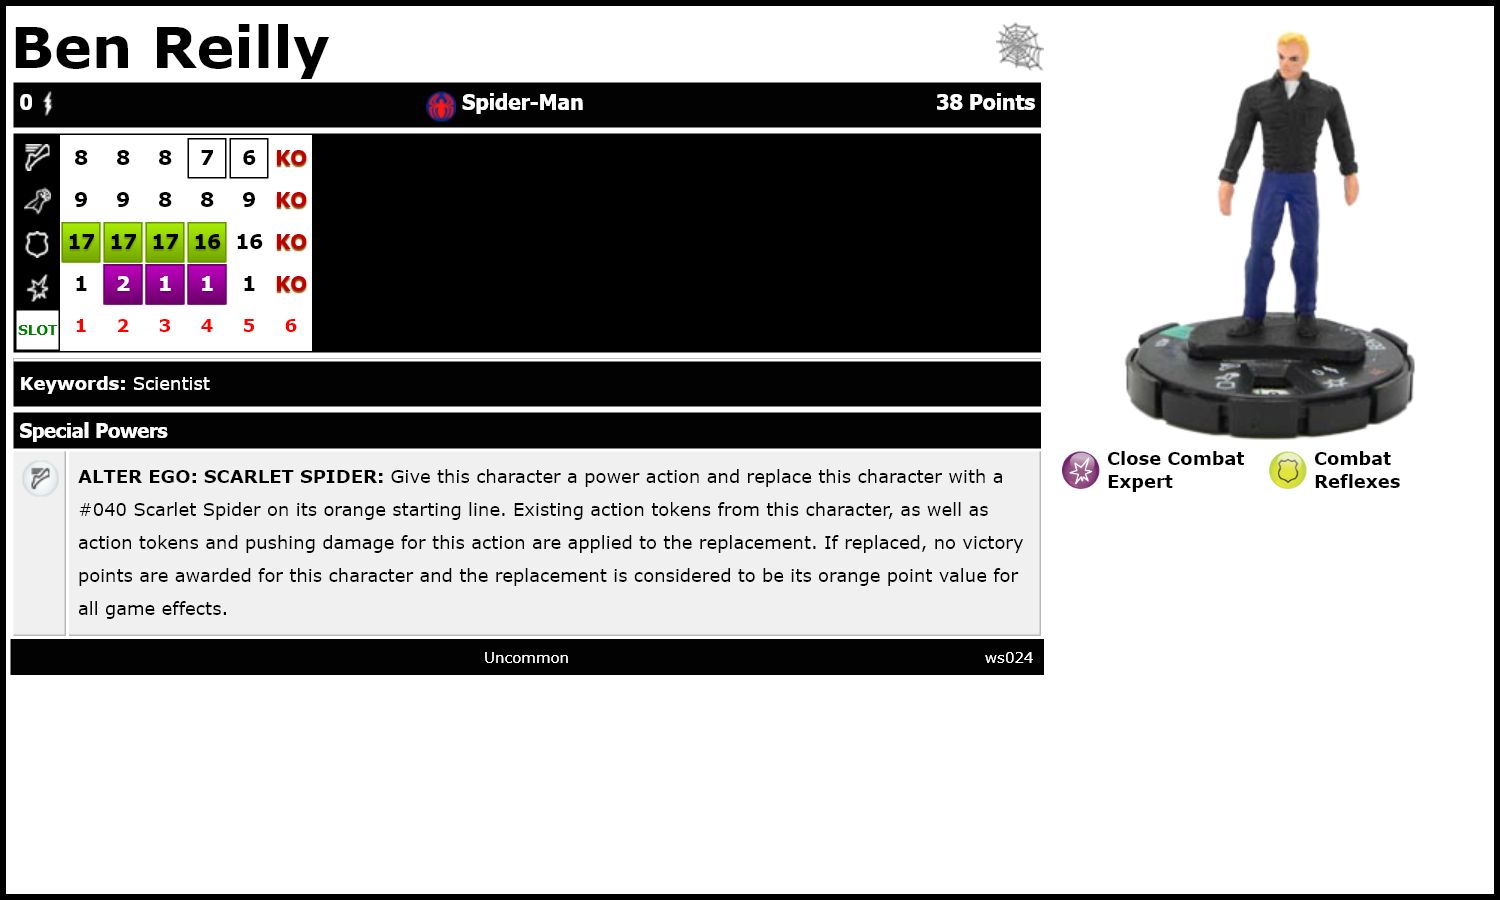 Ben Reilly
0 Spider-Man 38 Points
8 8 8 7 6 KO
9 9 8 8 9 KO
17 17 17 16 16 KO
1 2 1 1 1 KO
SLOT 1 2 3 4 5 6
Keywords: Scientist
Special Powers
ALTER EGO: SCARLET SPIDER: Give this character a power action and replace this character with a
#040 Scarlet Spider on its orange starting line. Existing action tokens from this character, as well as
action tokens and pushing damage for this action are applied to the replacement. If replaced, no victory
points are awarded for this character and the replacement is considered to be its orange point value for
all game effects.
Uncommon ws024
Close Combat
Expert
Combat
Reflexes